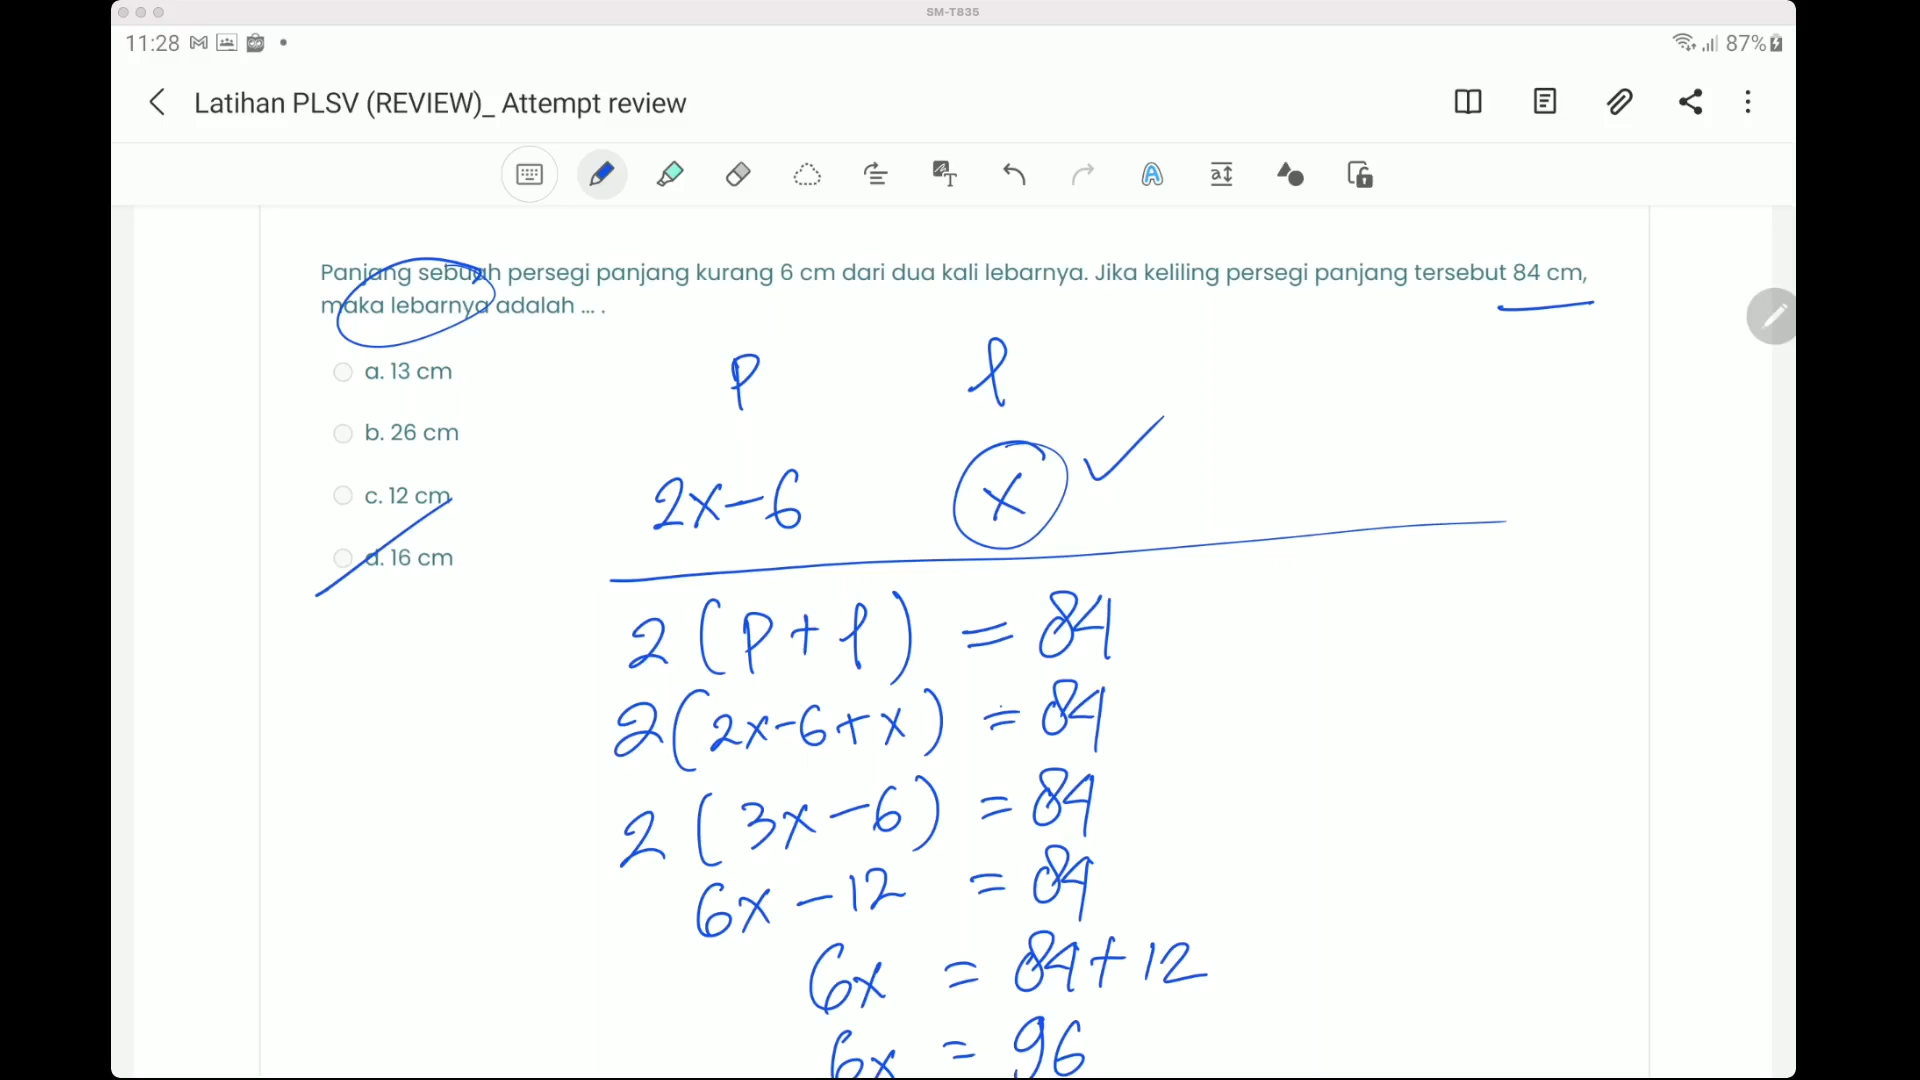 SM-T835
11:28
87%
Latihan PLSV (REVIEW)_ Attempt review
Panjang sebuah persegi panjang kurang 6 cm dari dua kali lebarnya. Jika keliling persegi panjang tersebut 84 cm,
maka lebarnya adalah ... .
a. 13 cm
b. 26 cm
c. 12 cm
d. 16 cm
p l
2x-6 x
2(p+l) = 84
2(2x-6+x) = 84
2(3x-6) = 84
6x-12 = 84
6x = 84+12
6x = 96